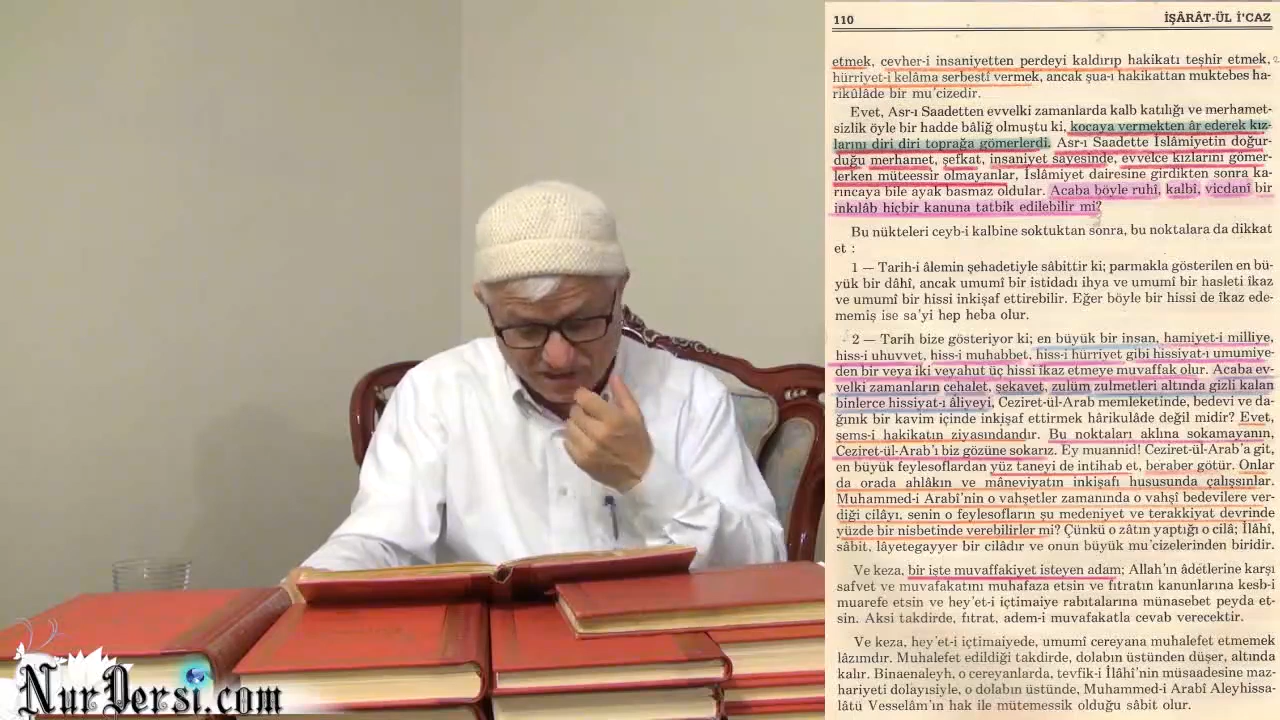 110 İŞÂRÂT-ÜL İ'CAZ
etmek, cevher-i insaniyetten perdeyi kaldırıp hakikatı teşhir etmek,
hürriyet-i kelâma serbestî vermek, ancak şua-ı hakikattan muktebes ha-
rikulâde bir mu'cizedir.
Evet, Asr-ı Saadetten evvelki zamanlarda kalb katılığı ve merhamet-
sizlik öyle bir hadde bâliğ olmuştu ki, kocaya vermekten âr ederek kız-
larını diri diri toprağa gömerlerdi. Asr-ı Saadette İslâmiyetin doğur-
duğu merhamet, şefkat, insaniyet sayesinde, evvelce kızlarını gömer-
lerken müteessir olmayanlar, İslâmiyet dairesine girdikten sonra ka-
rıncaya bile ayak basmaz oldular. Acaba böyle ruhî, kalbî, vicdanî bir
inkılâb hiçbir kanuna tatbik edilebilir mi?
Bu nükteleri ceyb-i kalbine soktuktan sonra, bu noktalara da dikkat
et :
1 — Tarih-i âlemin şehadetiyle sâbittir ki; parmakla gösterilen en bü-
yük bir dâhî, ancak umumî bir istidadı ihya ve umumî bir hasleti îkaz
ve umumî bir hissi inkişaf ettirebilir. Eğer böyle bir hissi de îkaz ede-
memiş ise sa'yi hep heba olur.
2 — Tarih bize gösteriyor ki; en büyük bir insan, hamiyet-i milliye,
hiss-i uhuvvet, hiss-i muhabbet, hiss-i hürriyet gibi hissiyat-ı umumiye-
den bir veya iki veyahut üç hissi îkaz etmeye muvaffak olur. Acaba ev-
velki zamanların cehalet, şekavet, zulüm zulmetleri altında gizli kalan
binlerce hissiyat-ı âliyeyi, Ceziret-ül-Arab memleketinde, bedevi ve da-
ğınık bir kavim içinde inkişaf ettirmek hârikulâde değil midir? Evet,
şems-i hakikatın ziyasındandır. Bu noktaları aklına sokamayanın,
Ceziret-ül-Arab'ı biz gözüne sokarız. Ey muannid! Ceziret-ül-Arab'a git,
en büyük feylesoflardan yüz taneyi de intihab et, beraber götür. Onlar
da orada ahlâkın ve mâneviyatın inkişafı hususunda çalışsınlar.
Muhammed-i Arabî'nin o vahşetler zamanında o vahşî bedevilere ver-
diği cilâyı, senin o feylesofların şu medeniyet ve terakkiyat devrinde
yüzde bir nisbetinde verebilirler mi? Çünkü o zâtın yaptığı o cilâ; İlâhî,
sâbit, lâyetegayyer bir cilâdır ve onun büyük mu'cizelerinden biridir.
Ve keza, bir işte muvaffakiyet isteyen adam; Allah'ın âdetlerine karşı
safvet ve muvafakatını muhafaza etsin ve fıtratın kanunlarına kesb-i
muarefe etsin ve hey'et-i içtimaiye rabıtalarına münasebet peyda et-
sin. Aksi takdirde, fıtrat, adem-i muvafakatla cevab verecektir.
Ve keza, hey'et-i içtimaiyede, umumî cereyana muhalefet etmemek
lâzımdır. Muhalefet edildiği takdirde, dolabın üstünden düşer, altında
kalır. Binaenaleyh, o cereyanlarda, tevfik-i İlâhî'nin müsaadesine maz-
hariyeti dolayısiyle, o dolabın üstünde, Muhammed-i Arabî Aleyhissa-
lâtü Vesselâm'ın hak ile mütemessik olduğu sâbit olur.
NurDersi.com